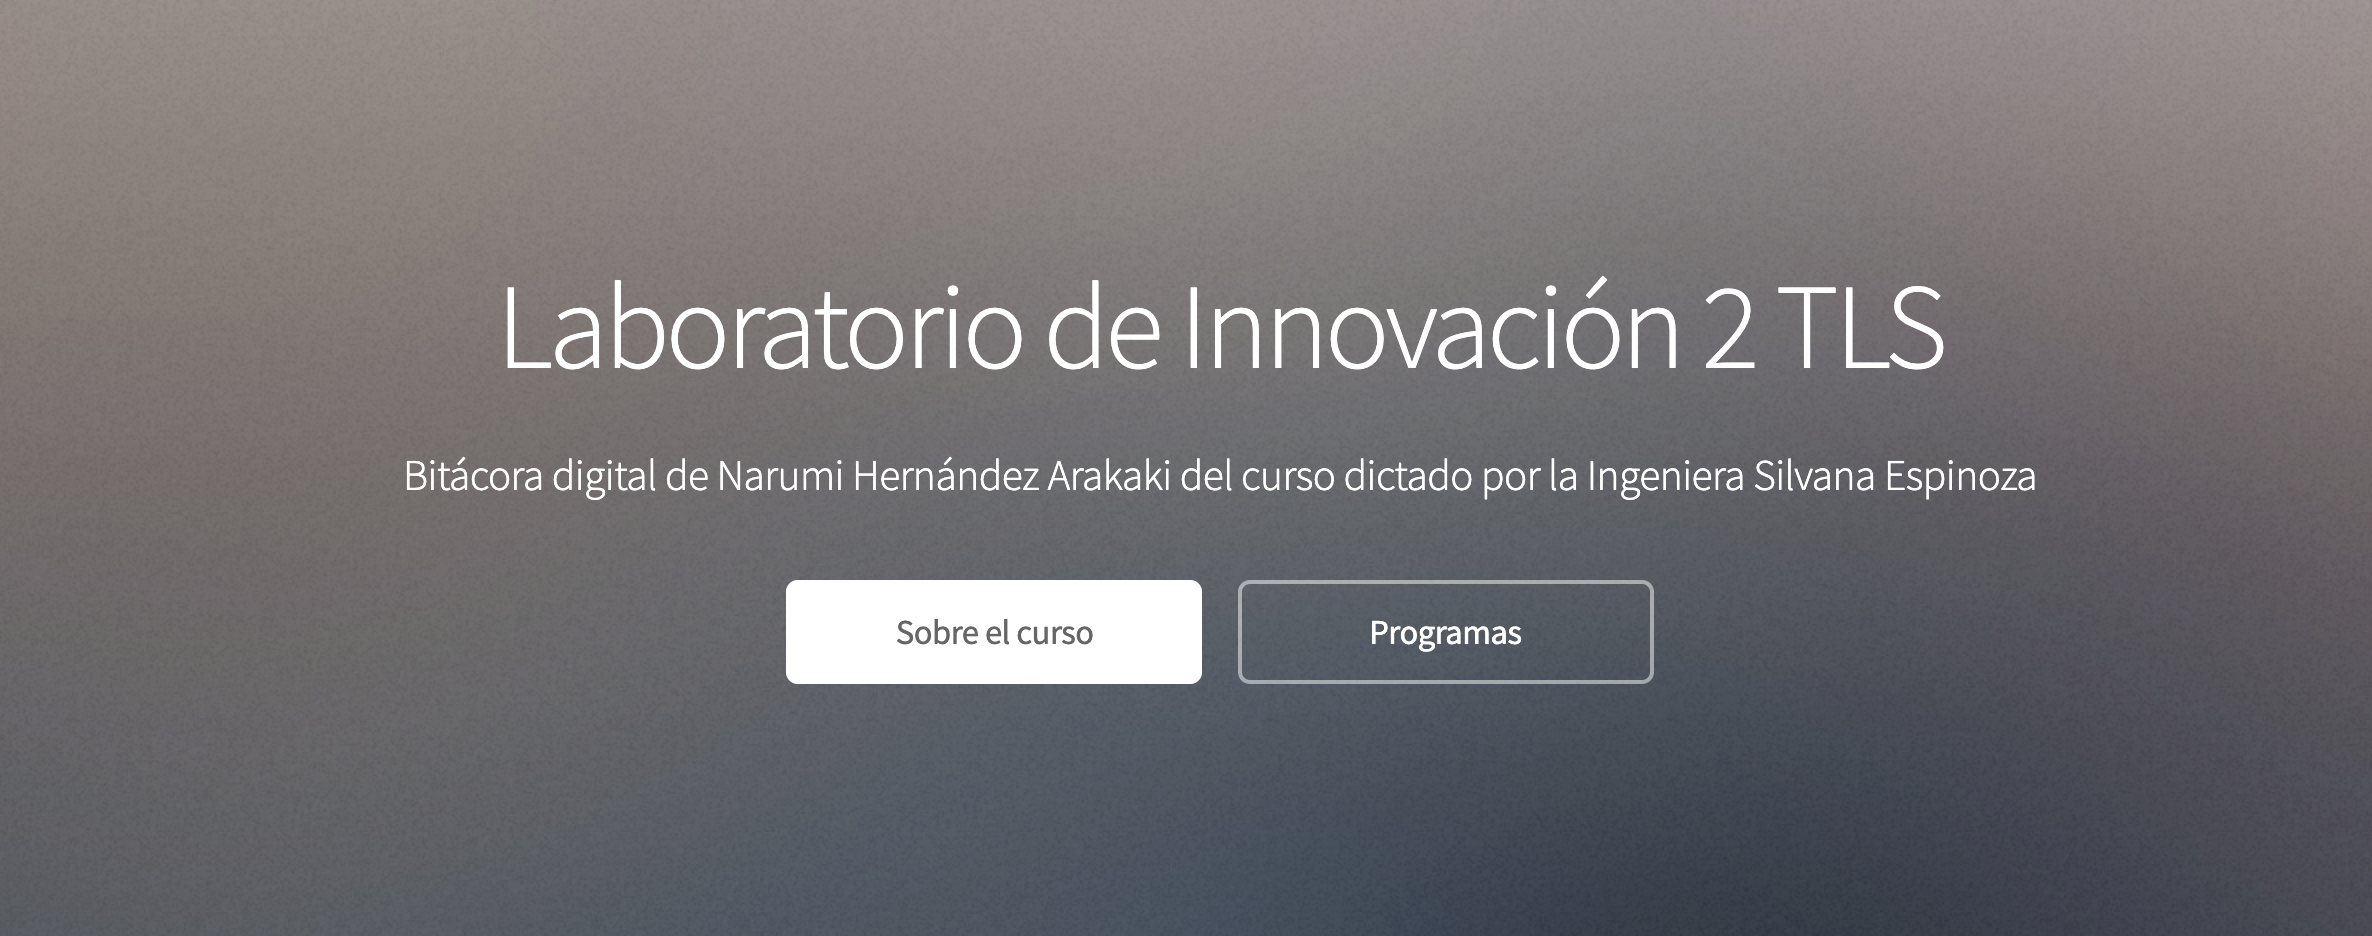 Laboratorio de Innovación 2 TLS
Bitácora digital de Narumi Hernández Arakaki del curso dictado por la Ingeniera Silvana Espinoza
Sobre el curso
Programas